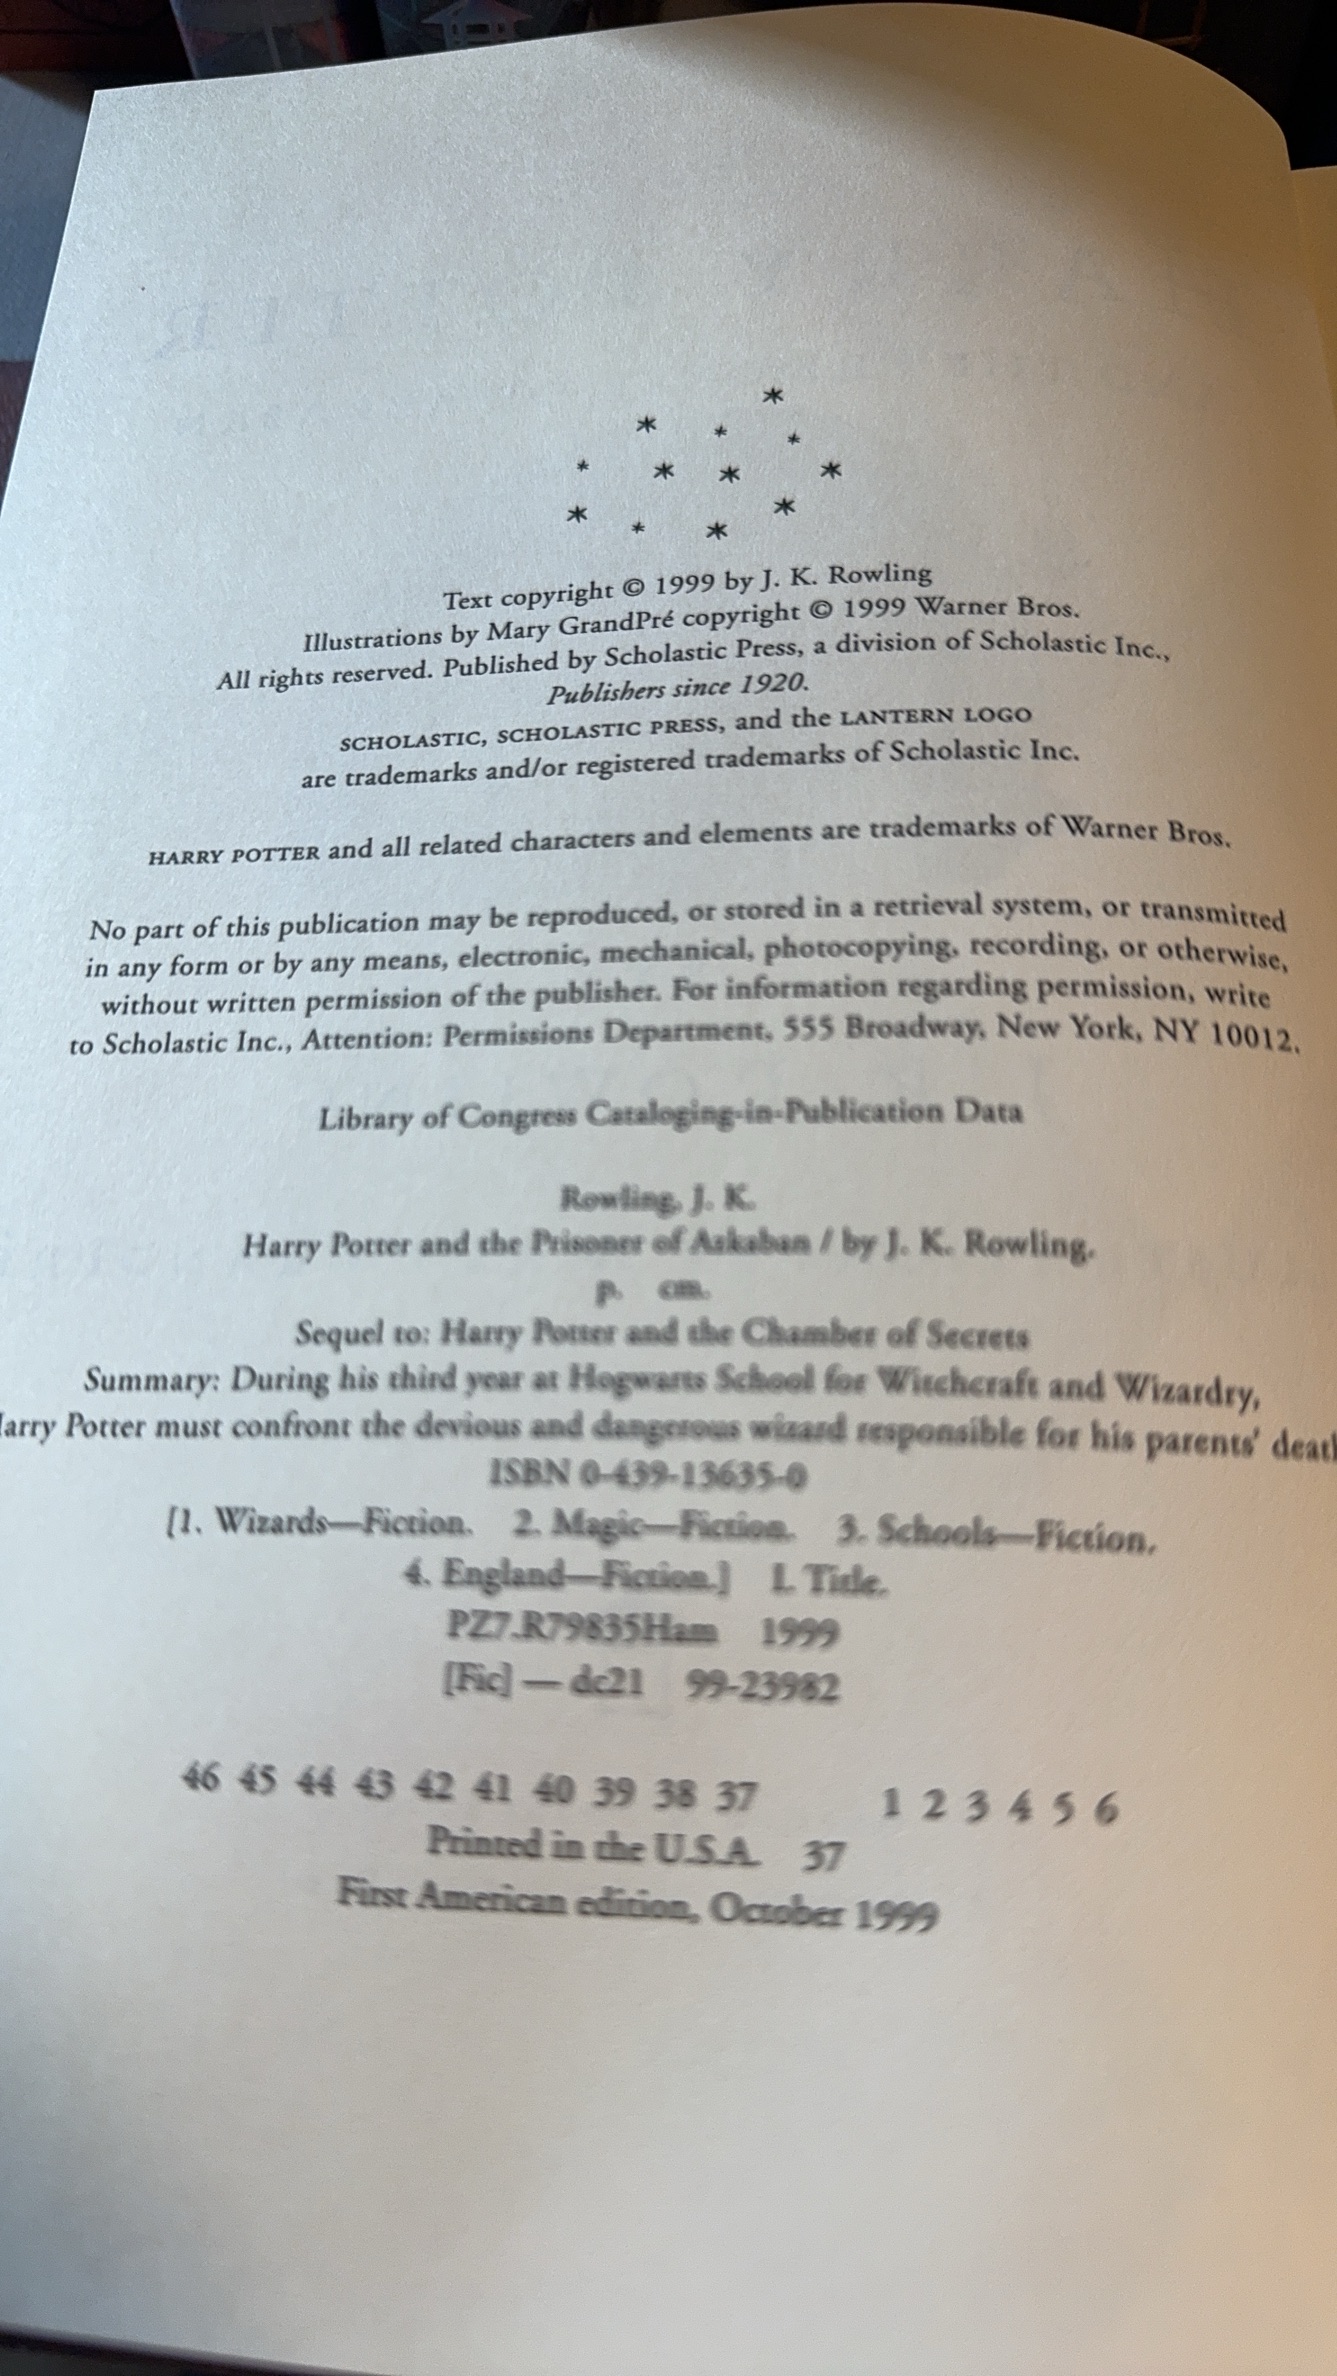 Text copyright © 1999 by J. K. Rowling
Illustrations by Mary GrandPré copyright © 1999 Warner Bros.
All rights reserved. Published by Scholastic Press, a division of Scholastic Inc.,
Publishers since 1920.
SCHOLASTIC, SCHOLASTIC PRESS, and the LANTERN LOGO
are trademarks and/or registered trademarks of Scholastic Inc.
HARRY POTTER and all related characters and elements are trademarks of Warner Bros.
No part of this publication may be reproduced, or stored in a retrieval system, or transmitted
in any form or by any means, electronic, mechanical, photocopying, recording, or otherwise,
without written permission of the publisher. For information regarding permission, write
to Scholastic Inc., Attention: Permissions Department, 555 Broadway, New York, NY 10012.
Library of Congress Cataloging-in-Publication Data
Rowling, J. K.
Harry Potter and the Prisoner of Azkaban / by J. K. Rowling.
p. cm.
Sequel to: Harry Potter and the Chamber of Secrets
Summary: During his third year at Hogwarts School for Witchcraft and Wizardry,
arry Potter must confront the devious and dangerous wizard responsible for his parents' deat
ISBN 0-439-13635-0
[1. Wizards—Fiction. 2. Magic—Fiction. 3. Schools—Fiction.
4. England—Fiction.] I. Title.
PZ7.R79835Ham 1999
[Fic] — dc21 99-23982
46 45 44 43 42 41 40 39 38 37 1 2 3 4 5 6
Printed in the U.S.A. 37
First American edition, October 1999